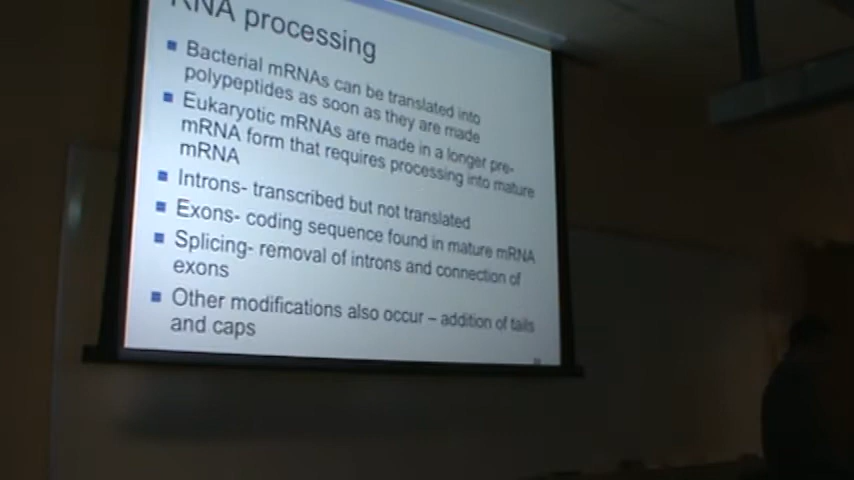 RNA processing
Bacterial mRNAs can be translated into
polypeptides as soon as they are made
Eukaryotic mRNAs are made in a longer pre-
mRNA form that requires processing into mature
mRNA
Introns- transcribed but not translated
Exons- coding sequence found in mature mRNA
Splicing- removal of introns and connection of
exons
Other modifications also occur – addition of tails
and caps